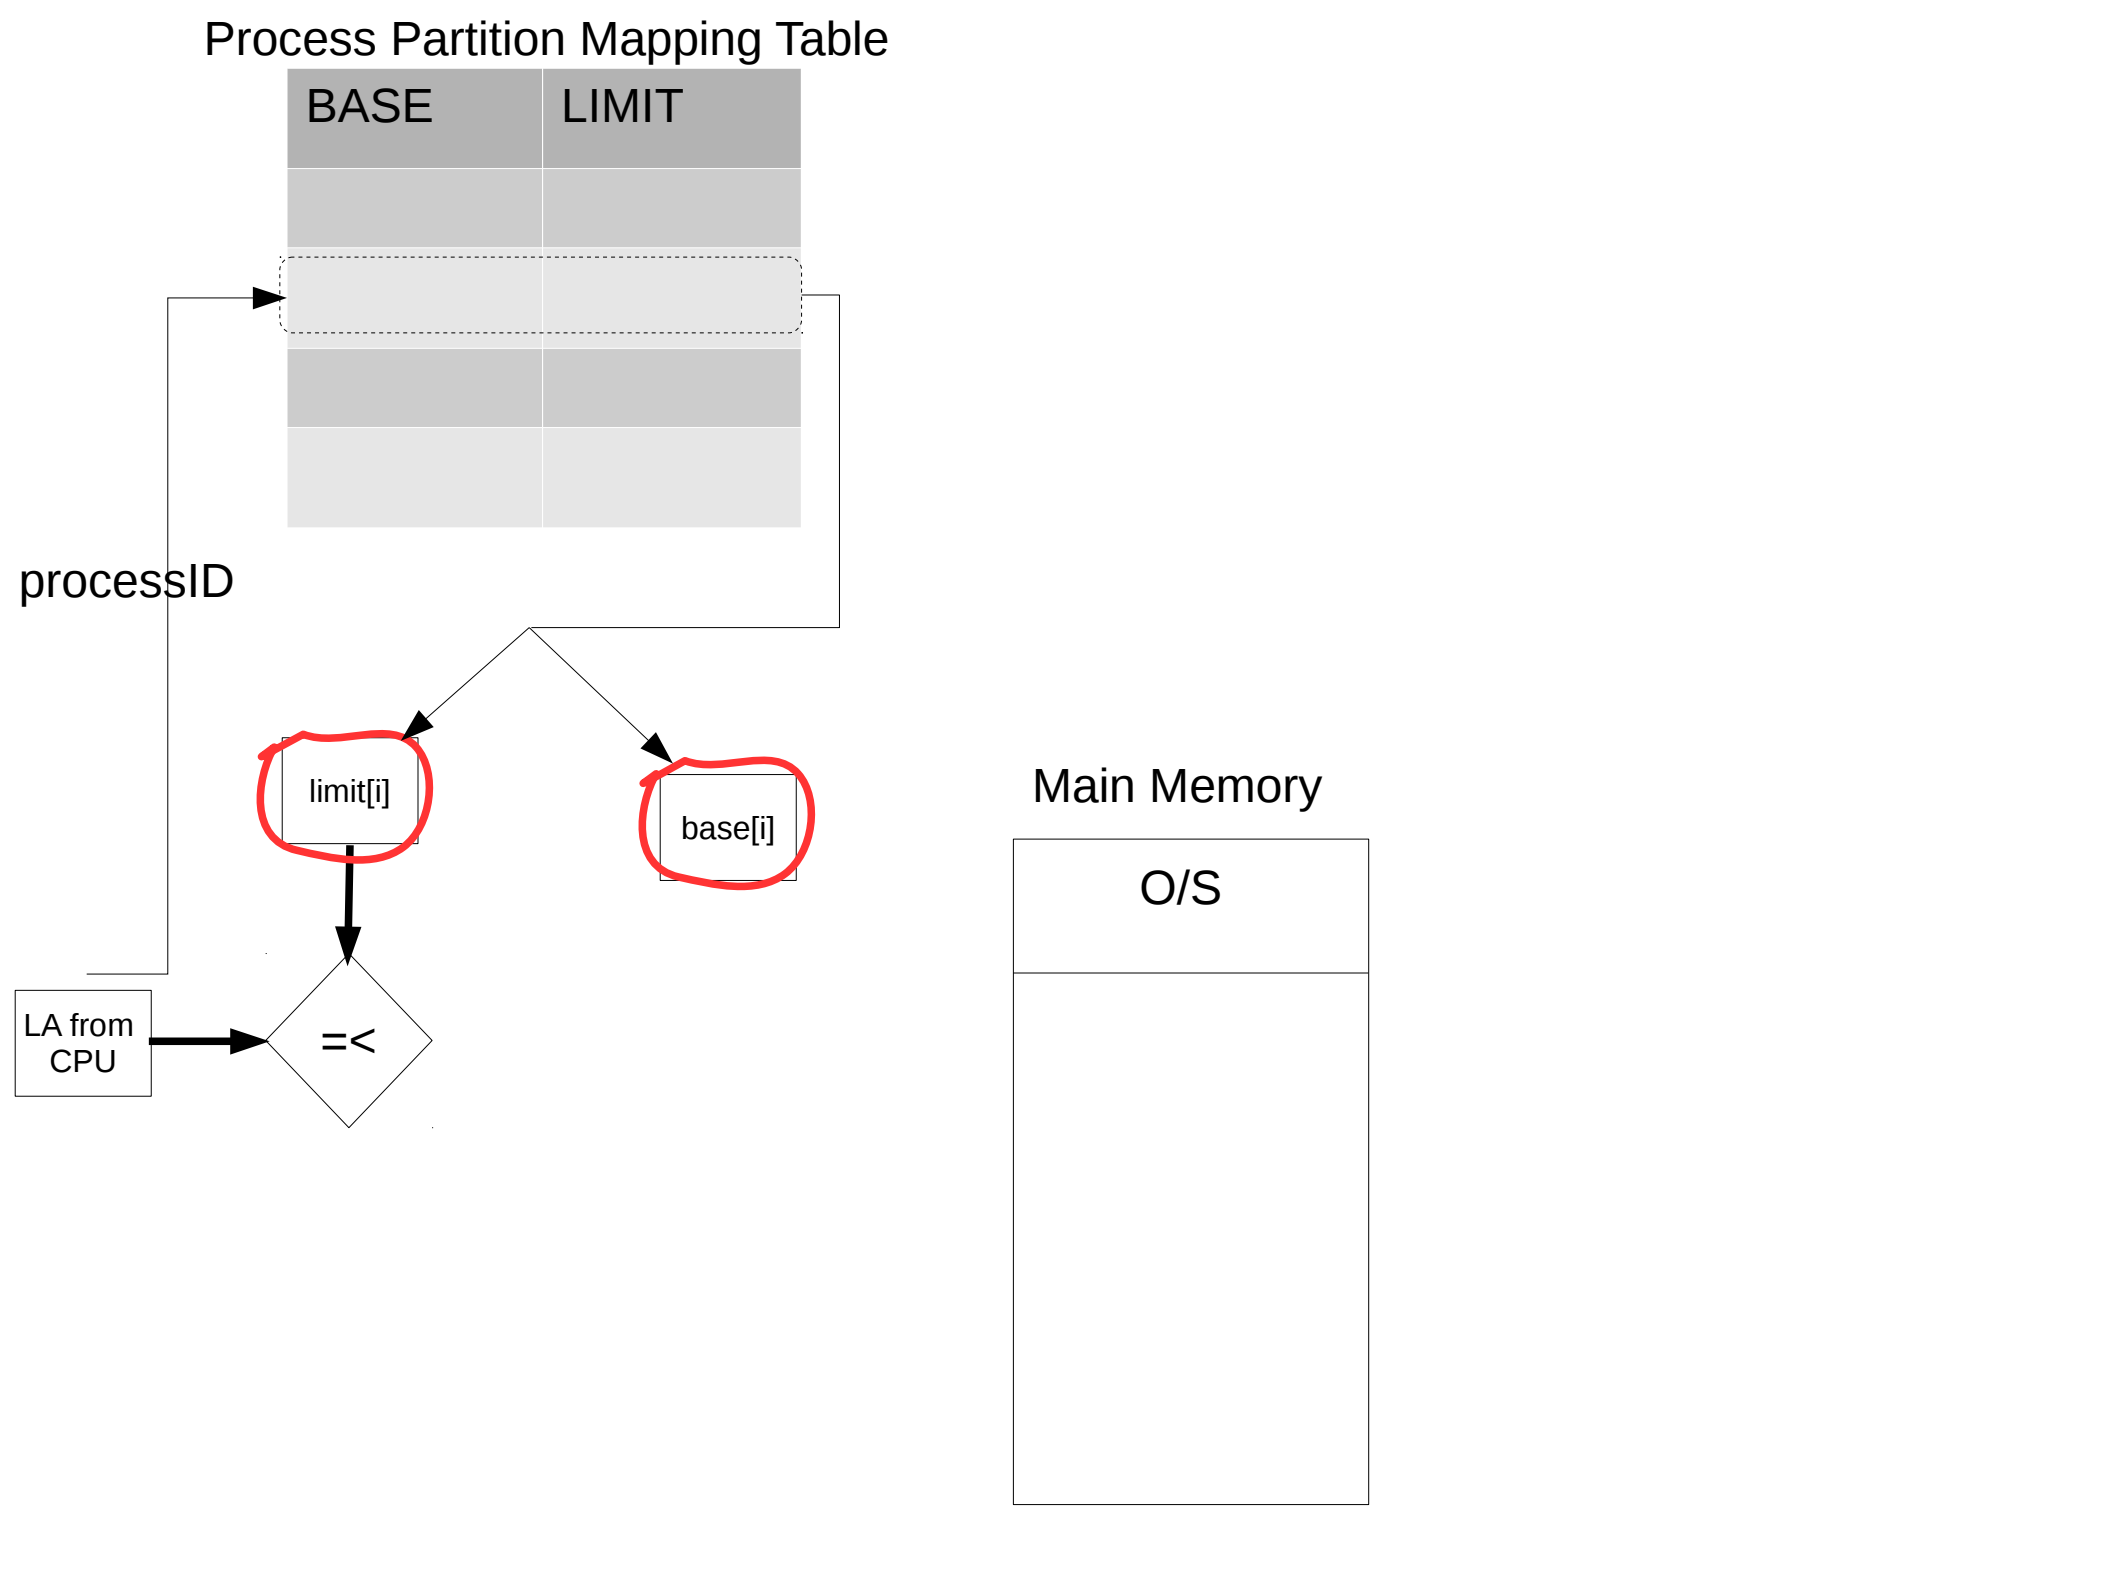 Process Partition Mapping Table
BASE
LIMIT
processID
limit[i]
base[i]
Main Memory
O/S
LA from
CPU
=<